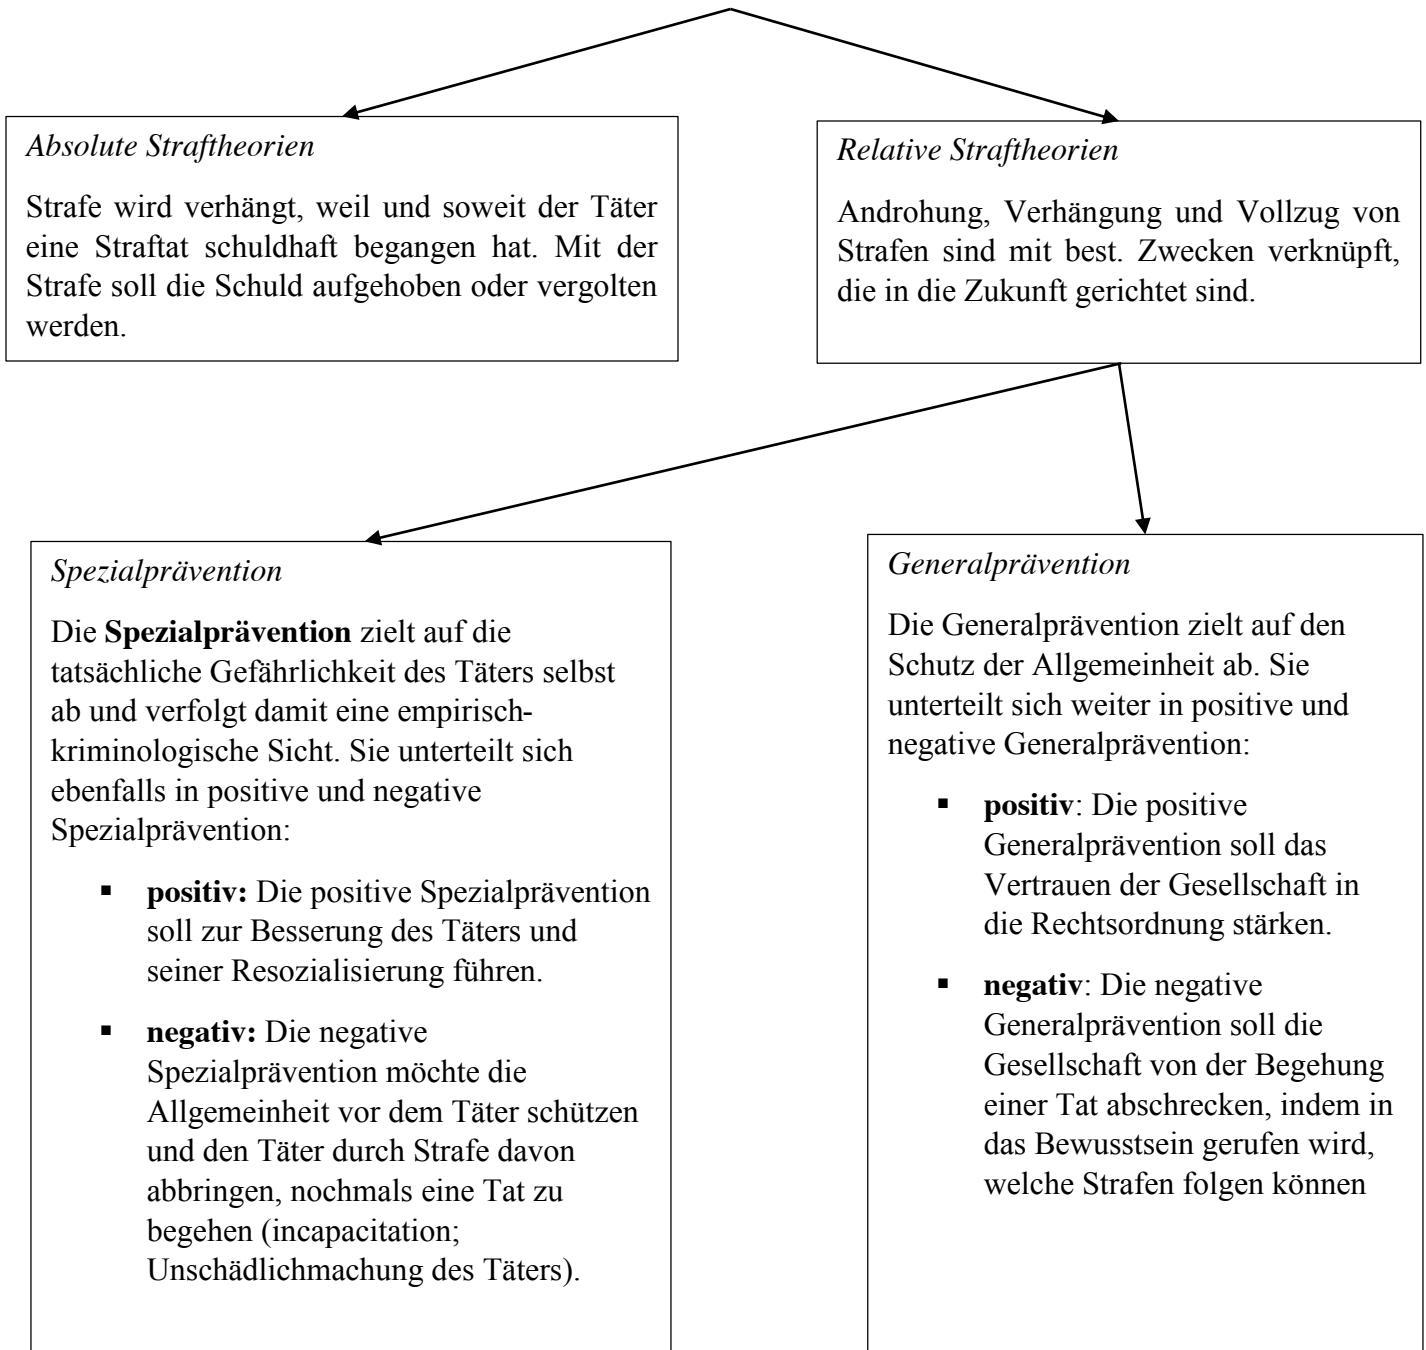 Absolute Straftheorien
Strafe wird verhängt, weil und soweit der Täter
eine Straftat schuldhaft begangen hat. Mit der
Strafe soll die Schuld aufgehoben oder vergolten
werden.
Relative Straftheorien
Androhung, Verhängung und Vollzug von
Strafen sind mit best. Zwecken verknüpft,
die in die Zukunft gerichtet sind.
Spezialprävention
Die Spezialprävention zielt auf die
tatsächliche Gefährlichkeit des Täters selbst
ab und verfolgt damit eine empirisch-
kriminologische Sicht. Sie unterteilt sich
ebenfalls in positive und negative
Spezialprävention:
▪ positiv: Die positive Spezialprävention
soll zur Besserung des Täters und
seiner Resozialisierung führen.
▪ negativ: Die negative
Spezialprävention möchte die
Allgemeinheit vor dem Täter schützen
und den Täter durch Strafe davon
abbringen, nochmals eine Tat zu
begehen (incapacitation;
Unschädlichmachung des Täters).
Generalprävention
Die Generalprävention zielt auf den
Schutz der Allgemeinheit ab. Sie
unterteilt sich weiter in positive und
negative Generalprävention:
▪ positiv: Die positive
Generalprävention soll das
Vertrauen der Gesellschaft in
die Rechtsordnung stärken.
▪ negativ: Die negative
Generalprävention soll die
Gesellschaft von der Begehung
einer Tat abschrecken, indem in
das Bewusstsein gerufen wird,
welche Strafen folgen können